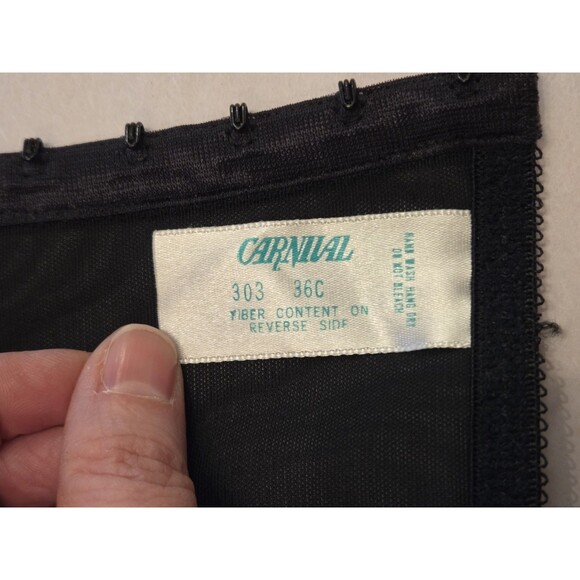 CARNIVAL
303 36C
FIBER CONTENT ON
REVERSE SIDE
HAND WASH HANG DRY
DO NOT BLEACH